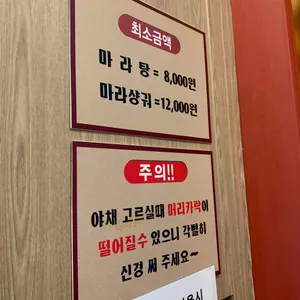 최소금액
마 라 탕 = 8,000원
마라샹궈 =12,000원
주의!!
야채 고르실때 머리카락이
떨어질수 있으니 각별히
신경 써 주세요~